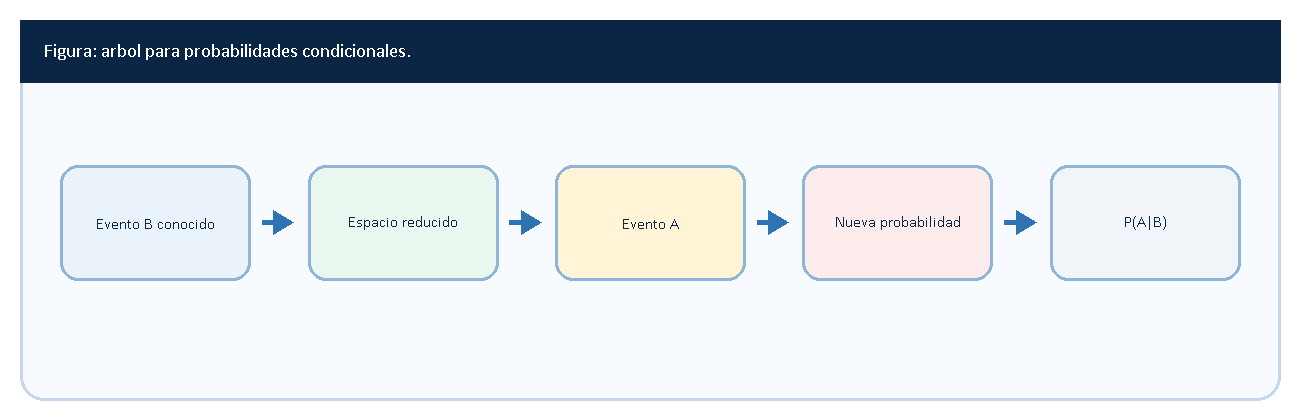 Figura: arbol para probabilidades condicionales.
Evento B conocido
Espacio reducido
Evento A
Nueva probabilidad
P(A|B)